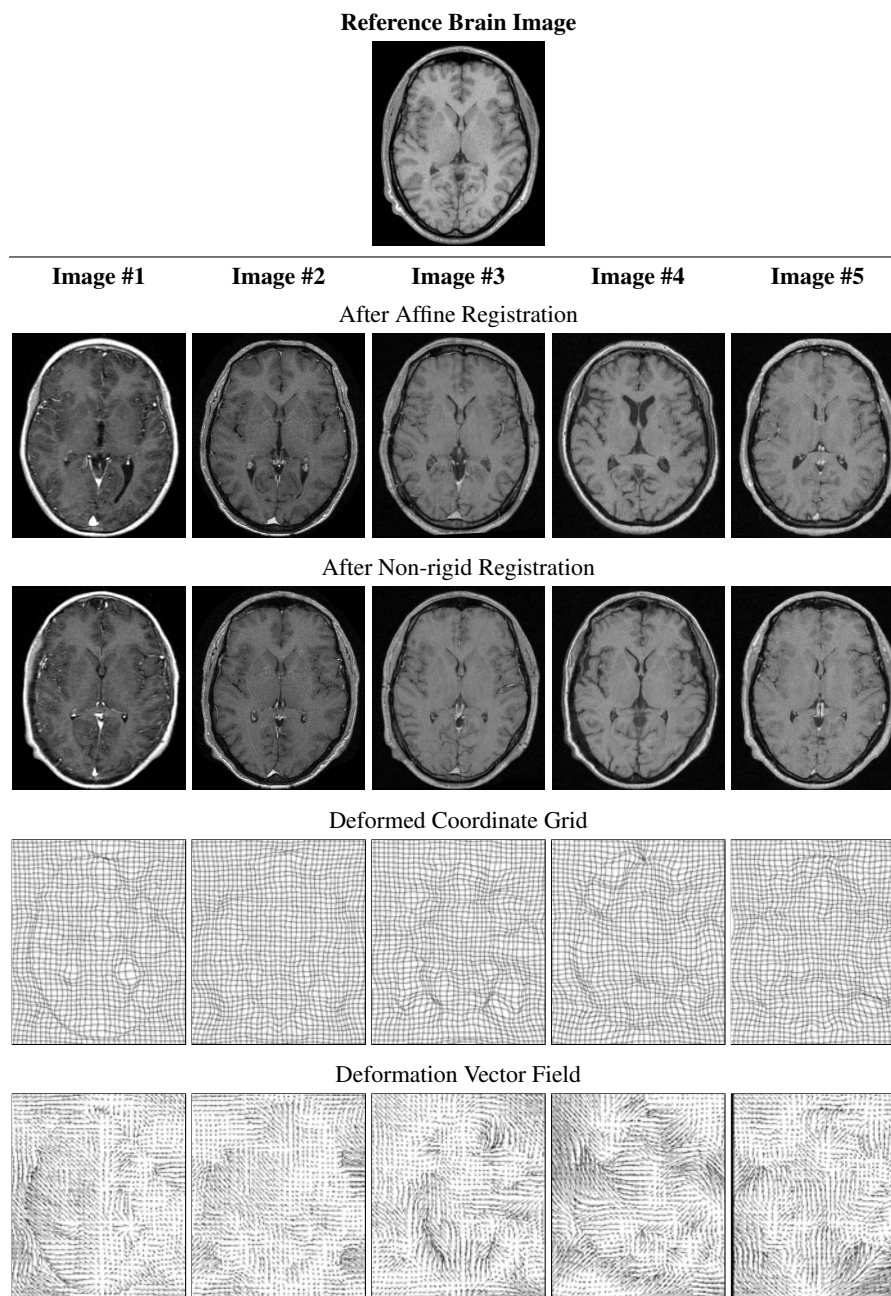 Reference Brain Image
Image #1 Image #2 Image #3 Image #4 Image #5
After Affine Registration
After Non-rigid Registration
Deformed Coordinate Grid
Deformation Vector Field